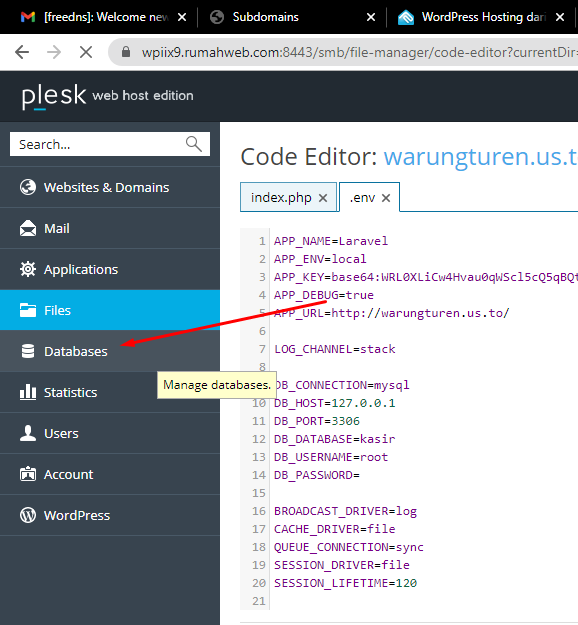 [freedns]: Welcome new
Subdomains
WordPress Hosting dari
wpiix9.rumahweb.com:8443/smb/file-manager/code-editor?currentDir=
plesk web host edition
Search...
Websites & Domains
Mail
Applications
Files
Databases
Statistics
Users
Account
WordPress
Manage databases.
Code Editor: warungturen.us.t
index.php
.env
1 APP_NAME=Laravel
2 APP_ENV=local
3 APP_KEY=base64:WRL0XLiCw4Hvau0qWScl5cQ5qBQt
4 APP_DEBUG=true
5 APP_URL=http://warungturen.us.to/
6
7 LOG_CHANNEL=stack
8
DB_CONNECTION=mysql
10 DB_HOST=127.0.0.1
11 DB_PORT=3306
12 DB_DATABASE=kasir
13 DB_USERNAME=root
14 DB_PASSWORD=
15
16 BROADCAST_DRIVER=log
17 CACHE_DRIVER=file
18 QUEUE_CONNECTION=sync
19 SESSION_DRIVER=file
20 SESSION_LIFETIME=120
21